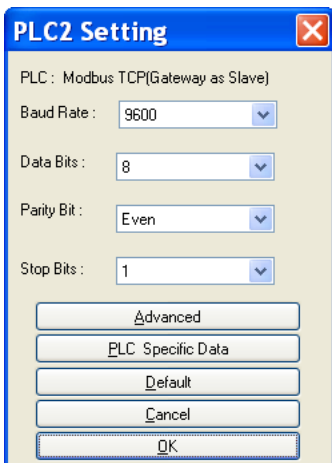 PLC2 Setting
PLC : Modbus TCP(Gateway as Slave)
Baud Rate : 9600
Data Bits : 8
Parity Bit : Even
Stop Bits : 1
Advanced
PLC Specific Data
Default
Cancel
OK